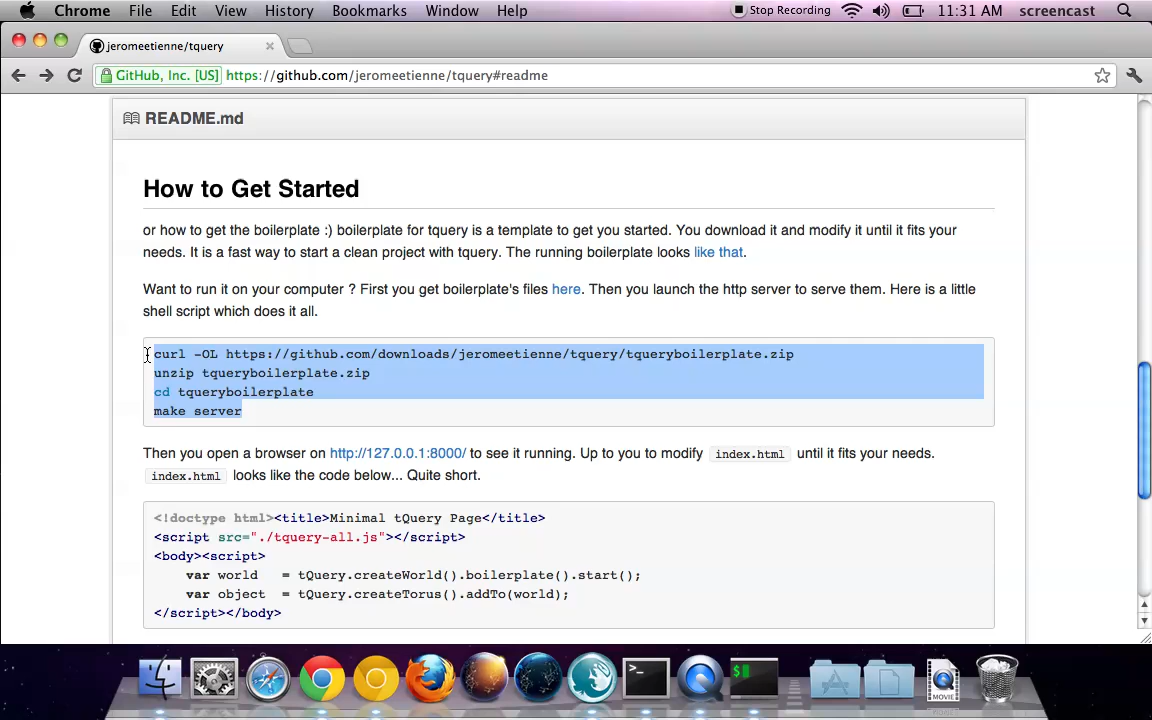 Chrome File Edit View History Bookmarks Window Help Stop Recording 11:31 AM screencast
jeromeetienne/tquery
GitHub, Inc. [US] https://github.com/jeromeetienne/tquery#readme
README.md
How to Get Started
or how to get the boilerplate :) boilerplate for tquery is a template to get you started. You download it and modify it until it fits your
needs. It is a fast way to start a clean project with tquery. The running boilerplate looks like that.
Want to run it on your computer ? First you get boilerplate's files here. Then you launch the http server to serve them. Here is a little
shell script which does it all.
curl -OL https://github.com/downloads/jeromeetienne/tquery/tqueryboilerplate.zip
unzip tqueryboilerplate.zip
cd tqueryboilerplate
make server
Then you open a browser on http://127.0.0.1:8000/ to see it running. Up to you to modify index.html until it fits your needs.
index.html looks like the code below... Quite short.
<!doctype html><title>Minimal tQuery Page</title>
<script src="./tquery-all.js"></script>
<body><script>
var world = tQuery.createWorld().boilerplate().start();
var object = tQuery.createTorus().addTo(world);
</script></body>
>_
$
MOVIE